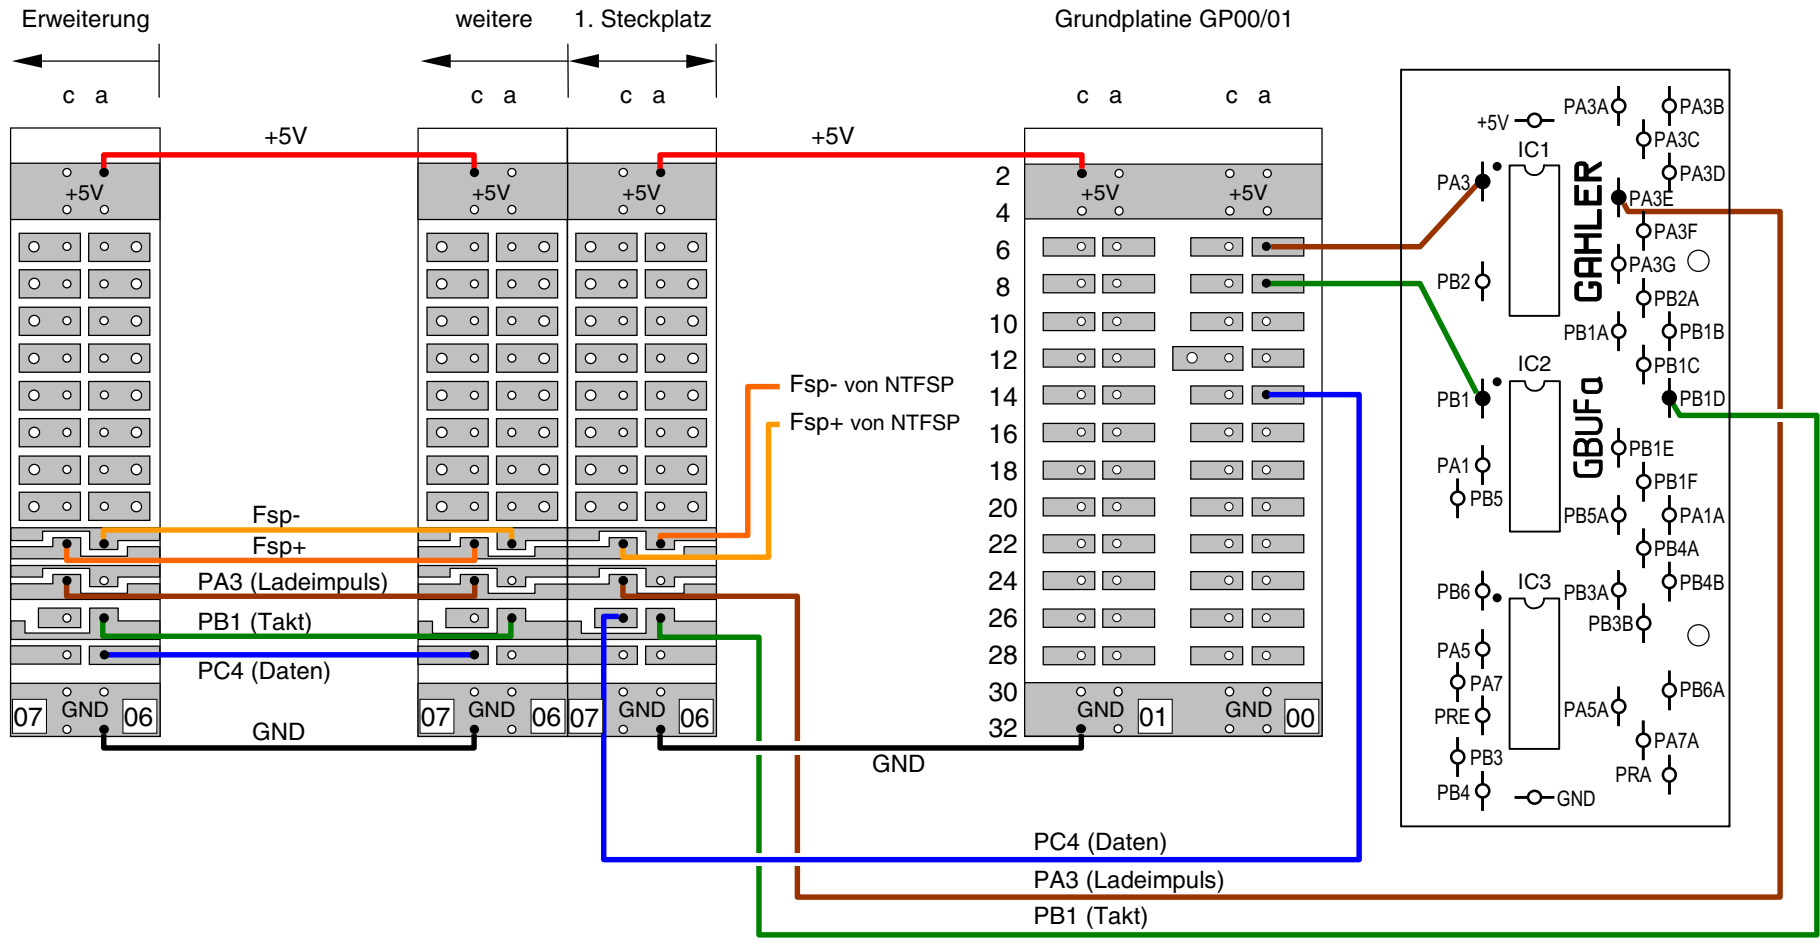 Erweiterung
weitere
1. Steckplatz
Grundplatine GP00/01
c a
c a
c a
c a
c a
+5V
+5V
+5V
+5V
+5V
+5V
+5V
2
4
6
8
10
12
14
16
18
20
22
24
26
28
30
32
Fsp- von NTFSP
Fsp+ von NTFSP
Fsp-
Fsp+
PA3 (Ladeimpuls)
PB1 (Takt)
PC4 (Daten)
GND
07 GND 06
07 GND 06
07 GND 06
GND 01
GND 00
GND
PC4 (Daten)
PA3 (Ladeimpuls)
PB1 (Takt)
+5V
IC1
PA3
PB2
IC2
PB1
PA1
PB5
IC3
PB6
PA5
PA7
PRE
PB3
PB4
GND
GAHLER
GBUFa
PA3A
PA3B
PA3C
PA3D
PA3E
PA3F
PA3G
PB2A
PB1A
PB1B
PB1C
PB1D
PB1E
PB1F
PB5A
PA1A
PB4A
PB4B
PB3A
PB3B
PB6A
PA5A
PA7A
PRA